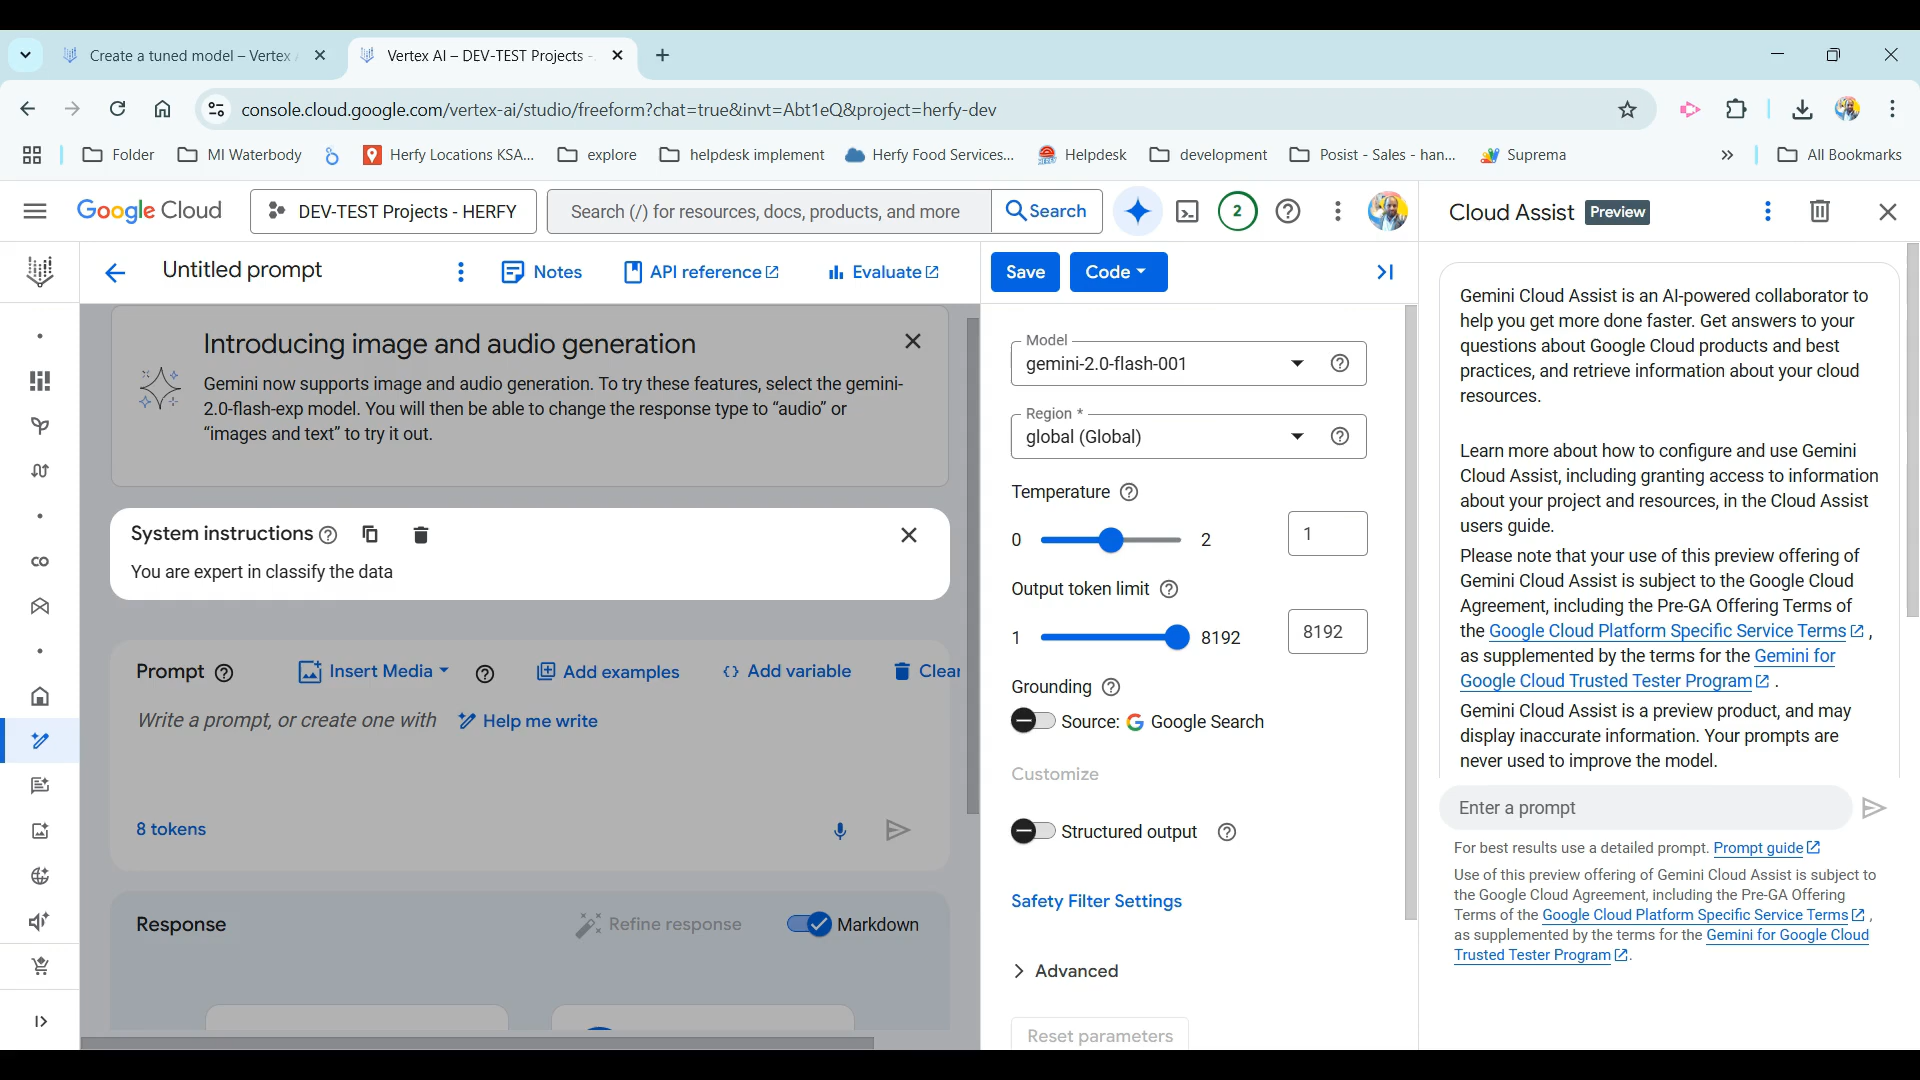 Create a tuned model – Vertex A
Vertex AI – DEV-TEST Projects -
console.cloud.google.com/vertex-ai/studio/freeform?chat=true&invt=Abt1eQ&project=herfy-dev
Folder
MI Waterbody
Herfy Locations KSA...
explore
helpdesk implement
Herfy Food Services...
Helpdesk
development
Posist - Sales - han...
Suprema
All Bookmarks
Google Cloud
DEV-TEST Projects - HERFY
Search (/) for resources, docs, products, and more
Search
2
Cloud Assist Preview
Untitled prompt
Notes
API reference
Evaluate
Save
Code
Introducing image and audio generation
Gemini now supports image and audio generation. To try these features, select the gemini-
2.0-flash-exp model. You will then be able to change the response type to “audio” or
“images and text” to try it out.
System instructions
You are expert in classify the data
Prompt
Insert Media
Add examples
Add variable
Clear
Write a prompt, or create one with
Help me write
8 tokens
Response
Refine response
Markdown
Model
gemini-2.0-flash-001
Region *
global (Global)
Temperature
0
2
1
Output token limit
1
8192
8192
Grounding
Source:
Google Search
Customize
Structured output
Safety Filter Settings
Advanced
Reset parameters
Gemini Cloud Assist is an AI-powered collaborator to
help you get more done faster. Get answers to your
questions about Google Cloud products and best
practices, and retrieve information about your cloud
resources.
Learn more about how to configure and use Gemini
Cloud Assist, including granting access to information
about your project and resources, in the Cloud Assist
users guide.
Please note that your use of this preview offering of
Gemini Cloud Assist is subject to the Google Cloud
Agreement, including the Pre-GA Offering Terms of
the Google Cloud Platform Specific Service Terms ,
as supplemented by the terms for the Gemini for
Google Cloud Trusted Tester Program .
Gemini Cloud Assist is a preview product, and may
display inaccurate information. Your prompts are
never used to improve the model.
Enter a prompt
For best results use a detailed prompt. Prompt guide
Use of this preview offering of Gemini Cloud Assist is subject to
the Google Cloud Agreement, including the Pre-GA Offering
Terms of the Google Cloud Platform Specific Service Terms ,
as supplemented by the terms for the Gemini for Google Cloud
Trusted Tester Program .